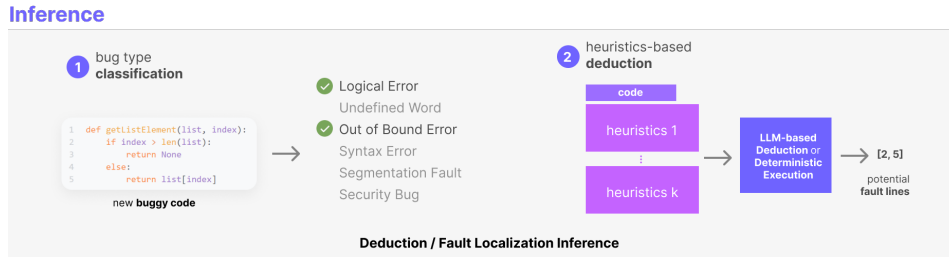 Inference
1
bug type
classification
1 def getListElement(list, index):
2 if index > len(list):
3 return None
4 else:
5 return list[index]
new buggy code
Logical Error
Undefined Word
Out of Bound Error
Syntax Error
Segmentation Fault
Security Bug
2
heuristics-based
deduction
code
heuristics 1
⋮
heuristics k
LLM-based
Deduction or
Deterministic
Execution
[2, 5]
potential
fault lines
Deduction / Fault Localization Inference